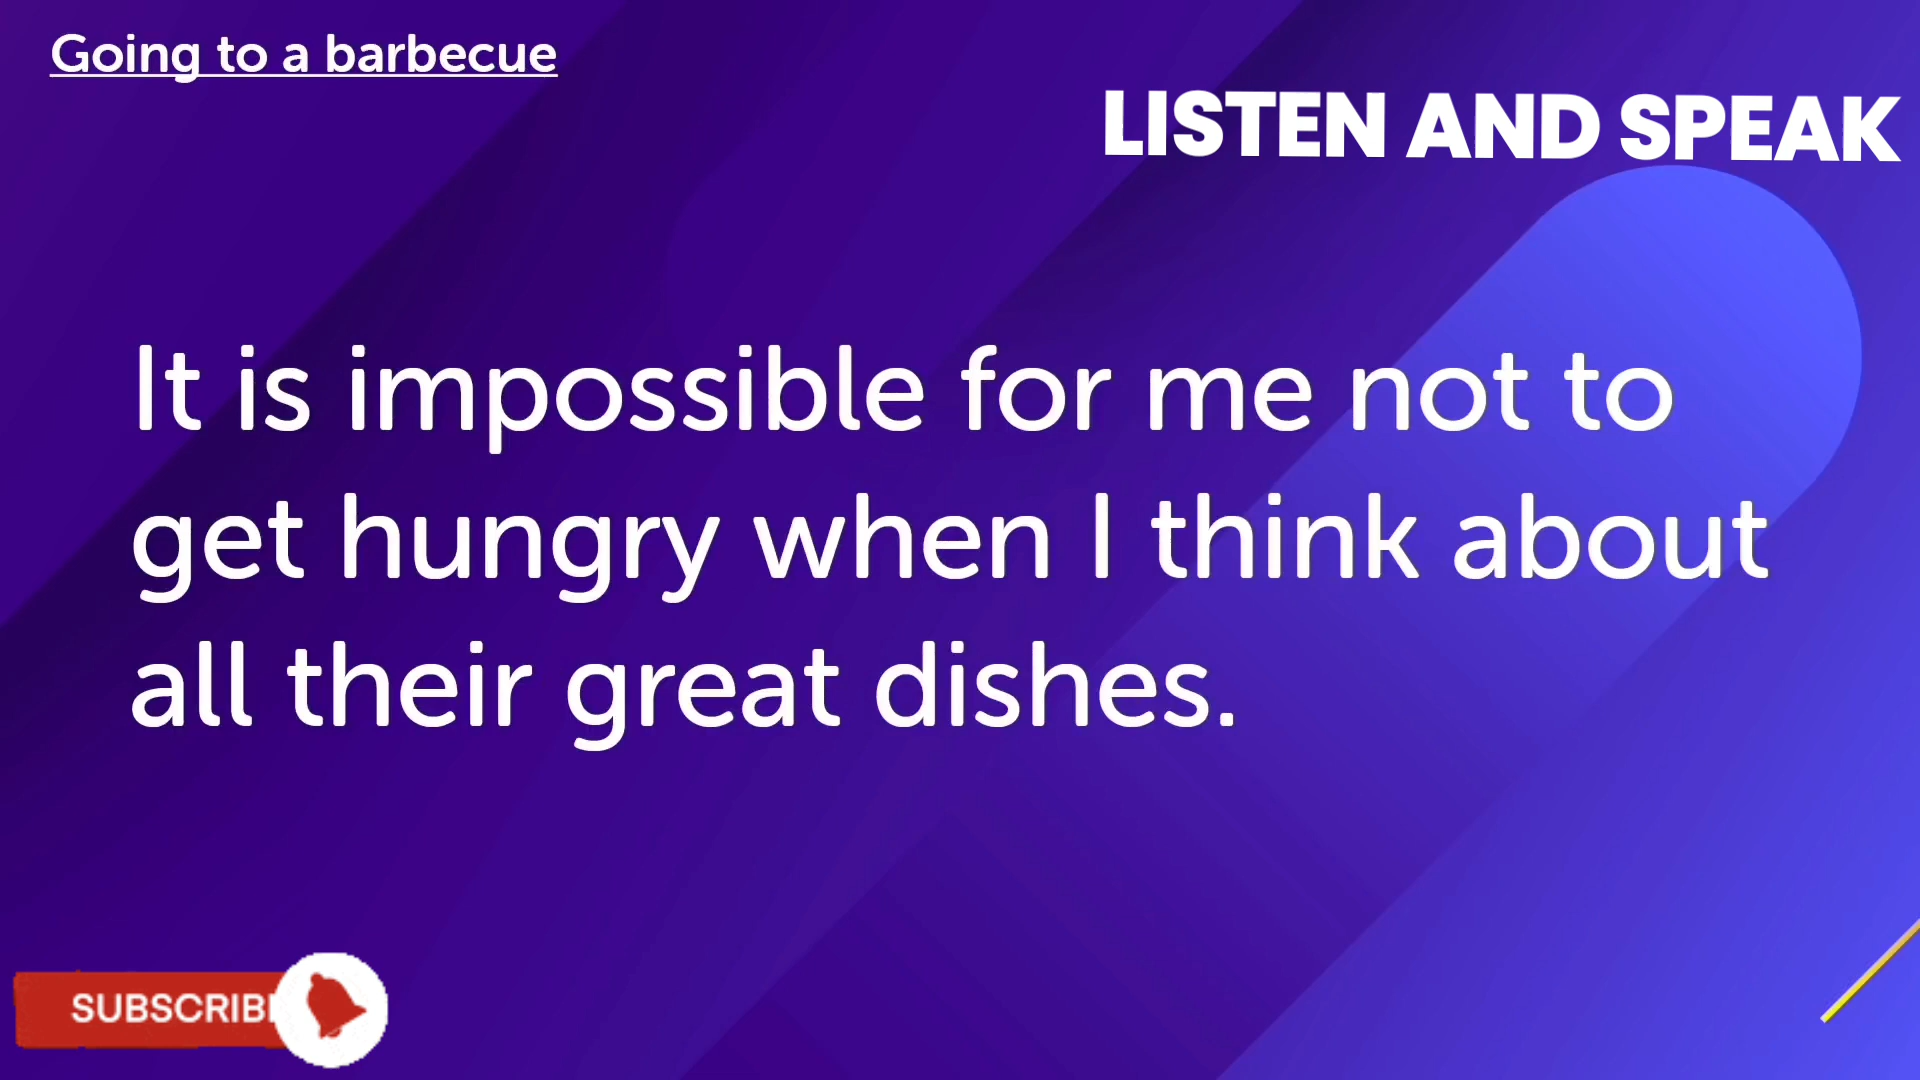 Going to a barbecue
LISTEN AND SPEAK
It is impossible for me not to
get hungry when I think about
all their great dishes.
SUBSCRIBE